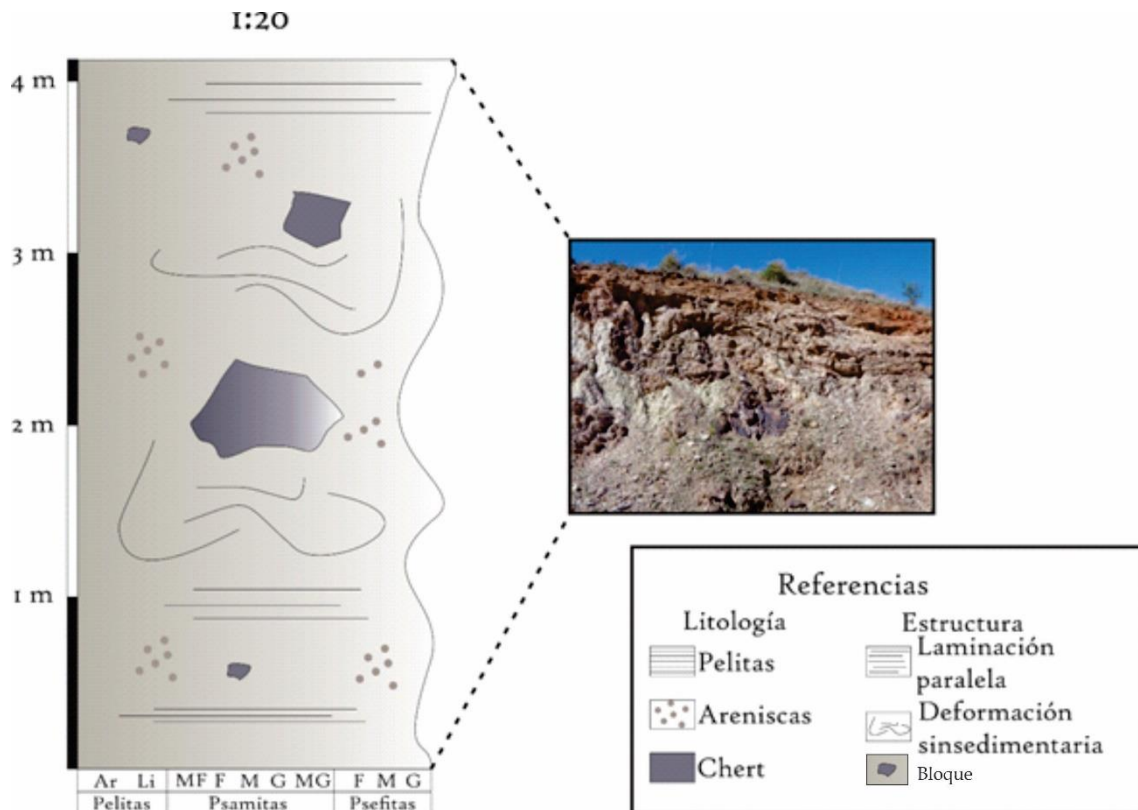 1:20
4 m
3 m
2 m
1 m
Ar Li MF F M G MG F M G
Pelitas Psamitas Psefitas
Referencias
Litología
Pelitas
Areniscas
Chert
Estructura
Laminación
paralela
Deformación
sinsedimentaria
Bloque